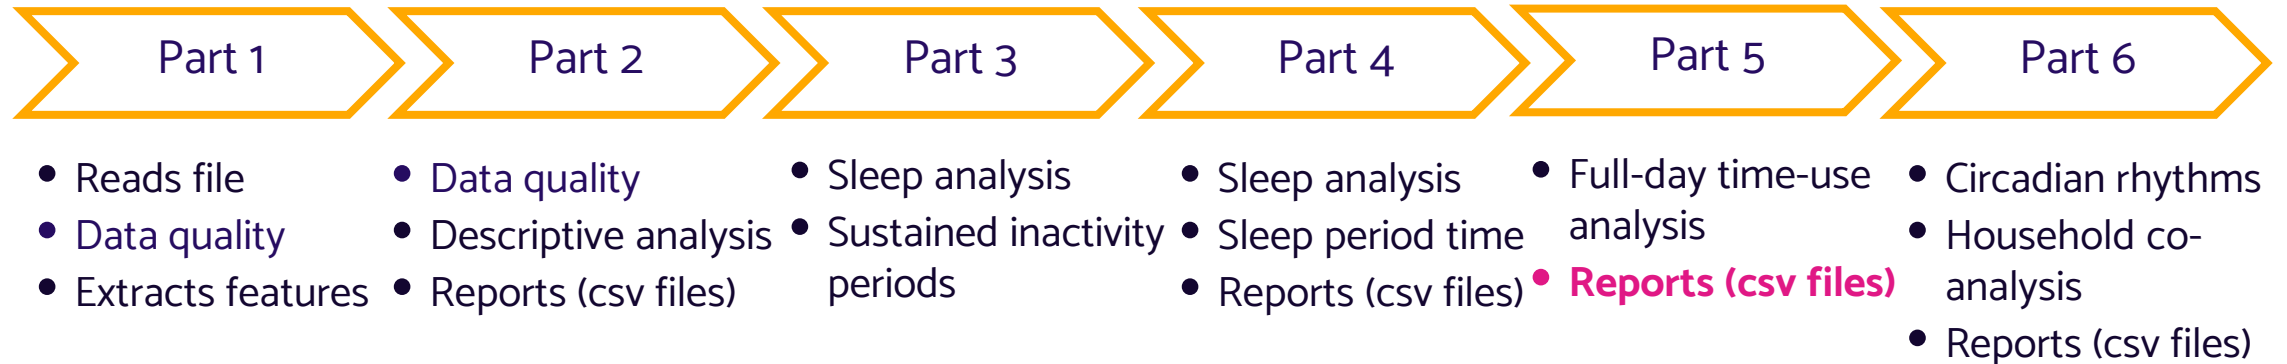 Part 1
Part 2
Part 3
Part 4
Part 5
Part 6
• Reads file
• Data quality
• Extracts features
• Data quality
• Descriptive analysis
• Reports (csv files)
• Sleep analysis
• Sustained inactivity
periods
• Sleep analysis
• Sleep period time
• Reports (csv files)
• Full-day time-use
analysis
• Reports (csv files)
• Circadian rhythms
• Household co-
analysis
• Reports (csv files)